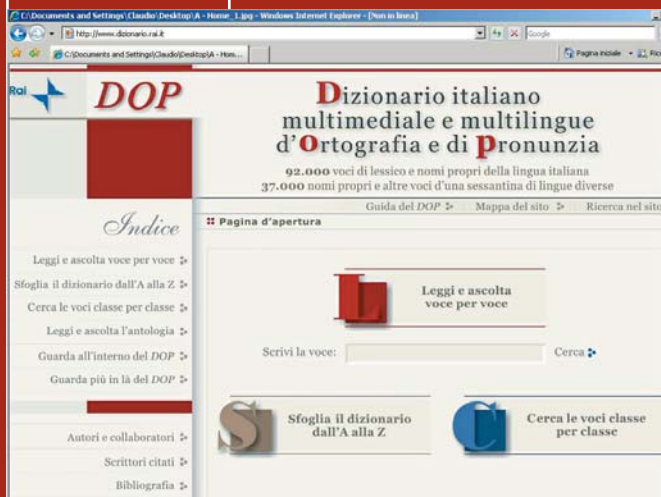 C:\Documents and Settings\Claudio\Desktop\A - Home_1.jpg - Windows Internet Explorer - [Non in linea]
http://www.dizionario.rai.it
Google
C:\Documents and Settings\Claudio\Desktop\A - Hom...
Pagina iniziale
Rai
DOP
Dizionario italiano
multimediale e multilingue
d'Ortografia e di Pronunzia
92.000 voci di lessico e nomi propri della lingua italiana
37.000 nomi propri e altre voci d'una sessantina di lingue diverse
Guida del DOP
Mappa del sito
Ricerca nel sito
Indice
Pagina d'apertura
Leggi e ascolta voce per voce
Sfoglia il dizionario dall'A alla Z
Cerca le voci classe per classe
Leggi e ascolta l'antologia
Guarda all'interno del DOP
Guarda più in là del DOP
Autori e collaboratori
Scrittori citati
Bibliografia
L
Leggi e ascolta
voce per voce
Scrivi la voce:
Cerca
S
Sfoglia il dizionario
dall'A alla Z
C
Cerca le voci classe
per classe